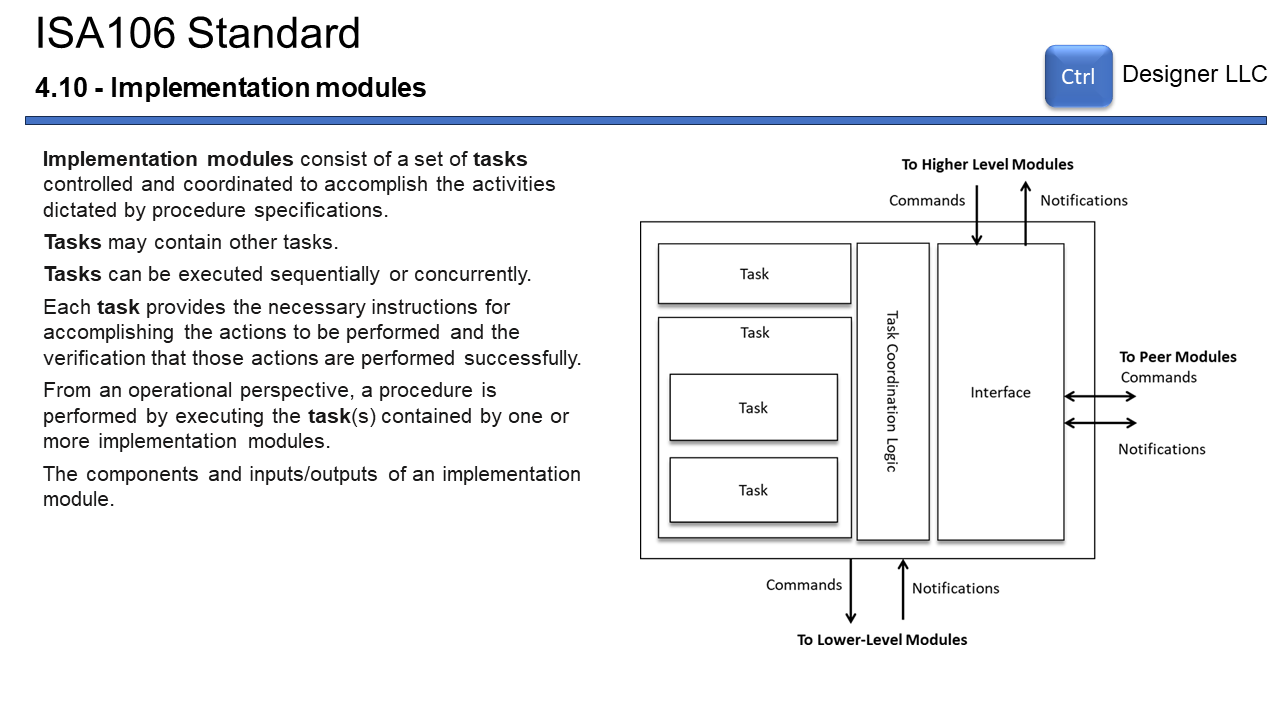 ISA106 Standard
4.10 - Implementation modules
Ctrl
Designer LLC
Implementation modules consist of a set of tasks
controlled and coordinated to accomplish the activities
dictated by procedure specifications.
Tasks may contain other tasks.
Tasks can be executed sequentially or concurrently.
Each task provides the necessary instructions for
accomplishing the actions to be performed and the
verification that those actions are performed successfully.
From an operational perspective, a procedure is
performed by executing the task(s) contained by one or
more implementation modules.
The components and inputs/outputs of an implementation
module.
To Higher Level Modules
Commands
Notifications
Task
Task
Task
Task
Task Coordination Logic
Interface
To Peer Modules
Commands
Notifications
Commands
Notifications
To Lower-Level Modules